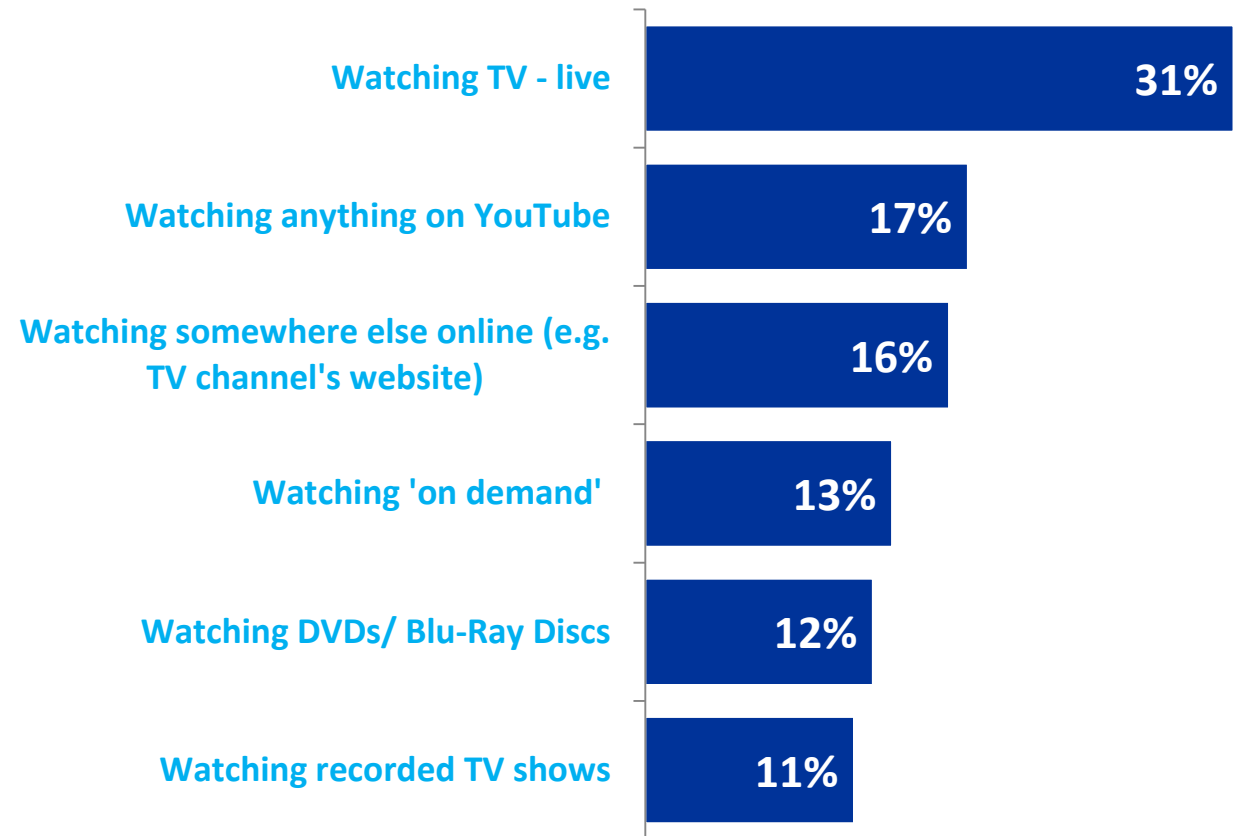 Watching TV - live
31%
Watching anything on YouTube
17%
Watching somewhere else online (e.g.
TV channel's website)
16%
Watching 'on demand'
13%
Watching DVDs/ Blu-Ray Discs
12%
Watching recorded TV shows
11%